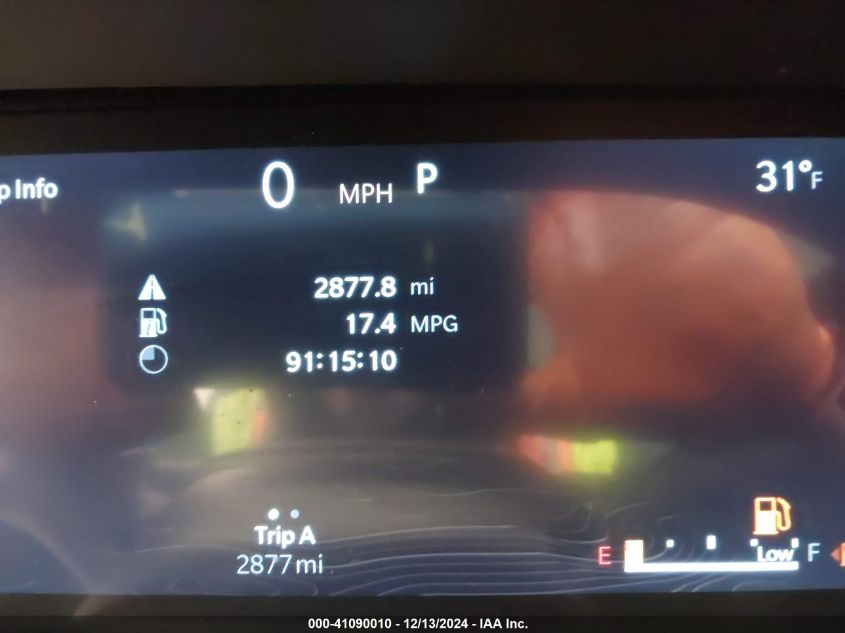 p Info
0 MPH P 31°F
2877.8 mi
17.4 MPG
91:15:10
Trip A
2877 mi
E Low F
000-41090010 - 12/13/2024 - IAA Inc.